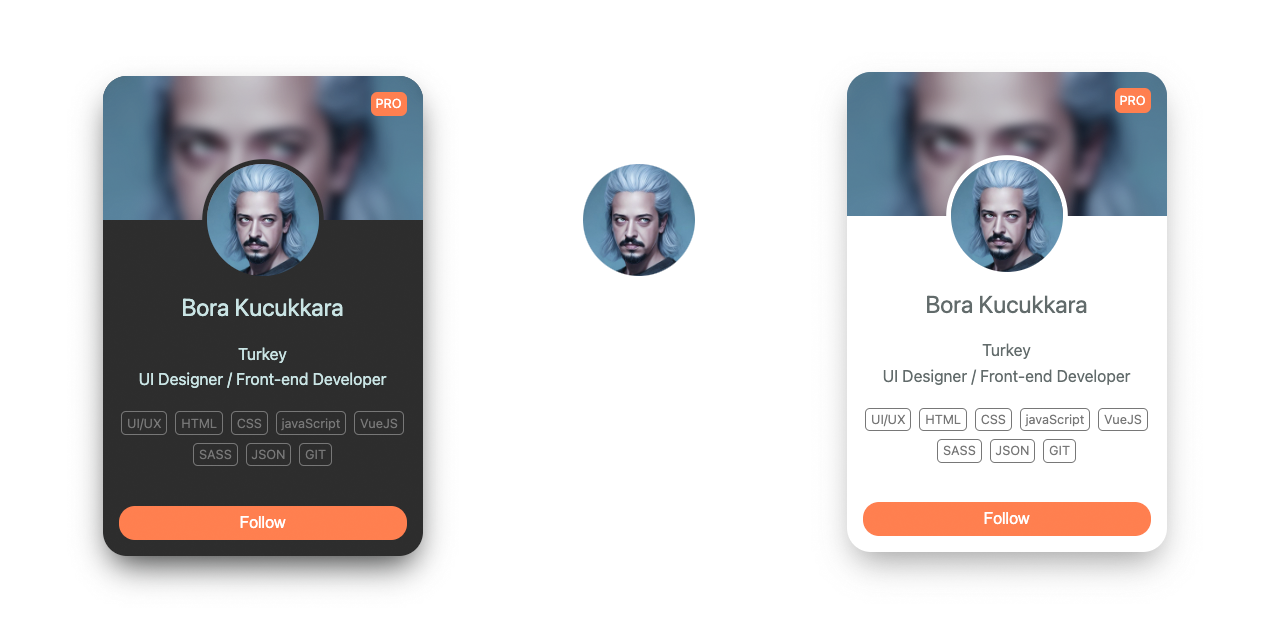 PRO
Bora Kucukkara
Turkey
UI Designer / Front-end Developer
UI/UX HTML CSS javaScript VueJS
SASS JSON GIT
Follow
PRO
Bora Kucukkara
Turkey
UI Designer / Front-end Developer
UI/UX HTML CSS javaScript VueJS
SASS JSON GIT
Follow